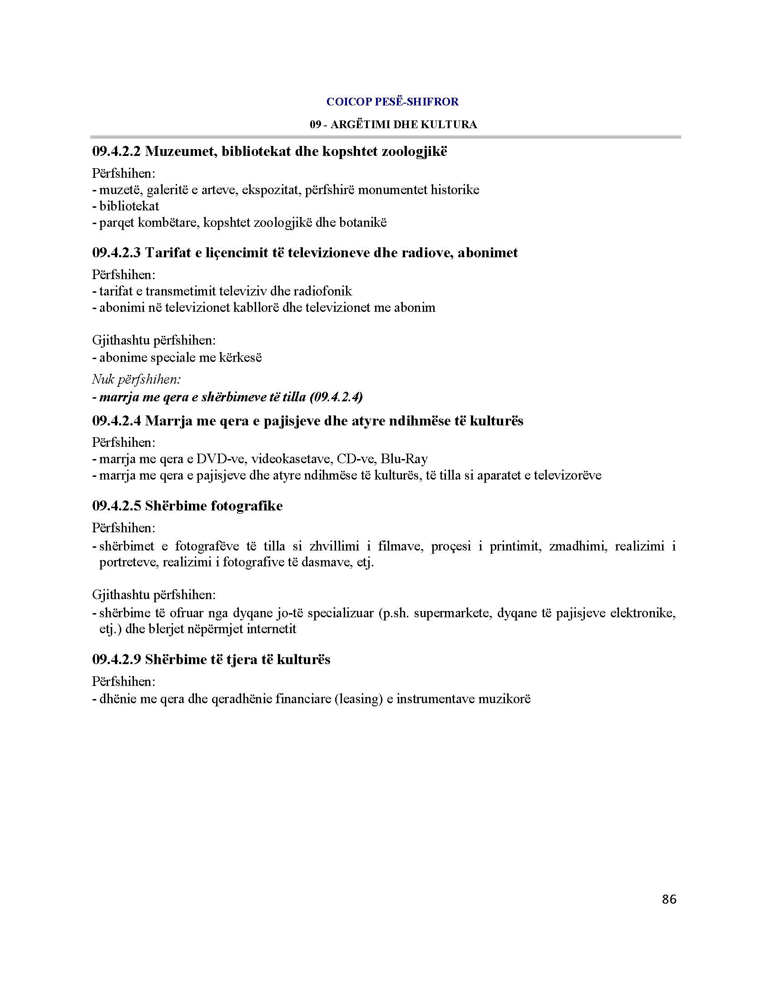 COICOP PESË-SHIFROR
09 - ARGËTIMI DHE KULTURA
09.4.2.2 Muzeumet, bibliotekat dhe kopshtet zoologjikë
Përfshihen:
- muzetë, galeritë e arteve, ekspozitat, përfshirë monumentet historike
- bibliotekat
- parqet kombëtare, kopshtet zoologjikë dhe botanikë
09.4.2.3 Tarifat e liçencimit të televizioneve dhe radiove, abonimet
Përfshihen:
- tarifat e transmetimit televiziv dhe radiofonik
- abonimi në televizionet kabllorë dhe televizionet me abonim
Gjithashtu përfshihen:
- abonime speciale me kërkesë
Nuk përfshihen:
- marrja me qera e shërbimeve të tilla (09.4.2.4)
09.4.2.4 Marrja me qera e pajisjeve dhe atyre ndihmëse të kulturës
Përfshihen:
- marrja me qera e DVD-ve, videokasetave, CD-ve, Blu-Ray
- marrja me qera e pajisjeve dhe atyre ndihmëse të kulturës, të tilla si aparatet e televizorëve
09.4.2.5 Shërbime fotografike
Përfshihen:
- shërbimet e fotografëve të tilla si zhvillimi i filmave, proçesi i printimit, zmadhimi, realizimi i
portreteve, realizimi i fotografive të dasmave, etj.
Gjithashtu përfshihen:
- shërbime të ofruar nga dyqane jo-të specializuar (p.sh. supermarkete, dyqane të pajisjeve elektronike,
etj.) dhe blerjet nëpërmjet internetit
09.4.2.9 Shërbime të tjera të kulturës
Përfshihen:
- dhënie me qera dhe qeradhënie financiare (leasing) e instrumentave muzikorë
86